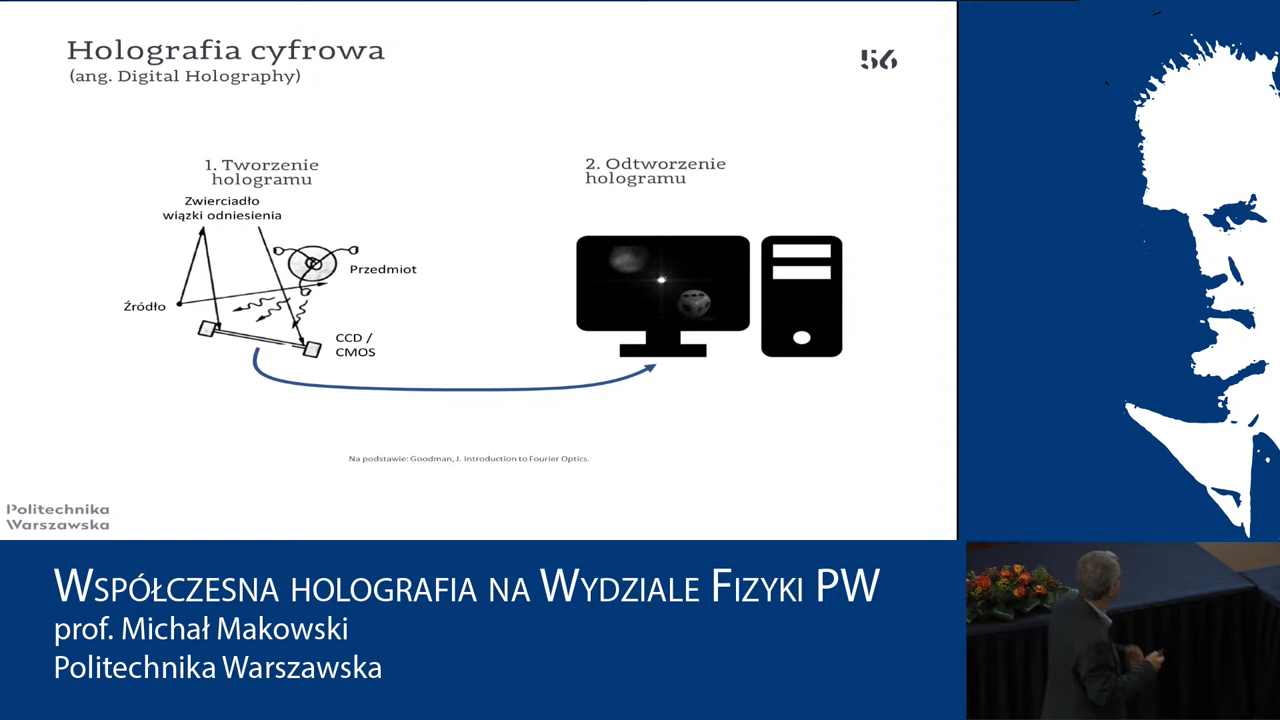 Holografia cyfrowa
(ang. Digital Holography)
56
1. Tworzenie
hologramu
2. Odtworzenie
hologramu
Zwierciadło
wiązki odniesienia
Przedmiot
Źródło
CCD /
CMOS
Na podstawie: Goodman, J. Introduction to Fourier Optics.
Politechnika
Warszawska
Współczesna holografia na Wydziale Fizyki PW
prof. Michał Makowski
Politechnika Warszawska